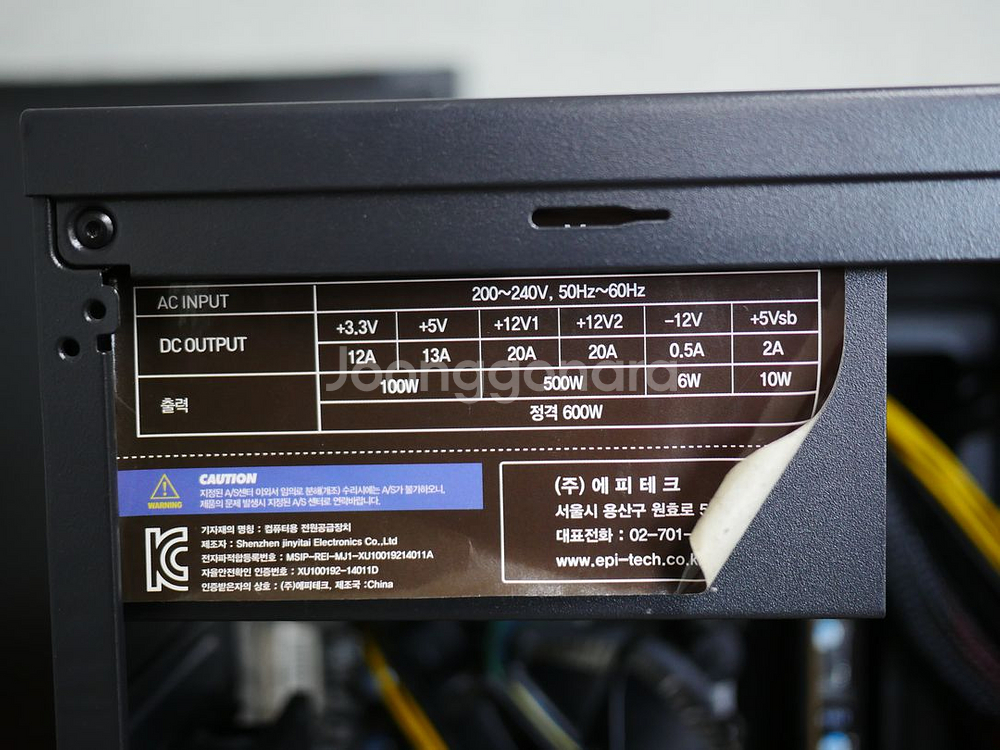 AC INPUT 200~240V, 50Hz~60Hz
DC OUTPUT +3.3V +5V +12V1 +12V2 -12V +5Vsb
12A 13A 20A 20A 0.5A 2A
출력 100W 500W 6W 10W
정격 600W
Joonggonara
CAUTION
WARNING
지정된 A/S센터 이외서 임의로 분해(개조) 수리시에는 A/S가 불가하오니,
제품의 문제 발생시 지정된 A/S 센터로 연락바랍니다.
기자재의 명칭 : 컴퓨터용 전원공급장치
제조자 : Shenzhen jinyitai Electronics Co.,Ltd
전자파적합등록번호 : MSIP-REI-MJ1-XU10019214011A
자율안전확인 인증번호 : XU100192-14011D
인증받은자의 상호 : (주)에피테크, 제조국 :China
(주) 에 피 테 크
서울시 용산구 원효로 5
대표전화 : 02-701-
www.epi-tech.co.k